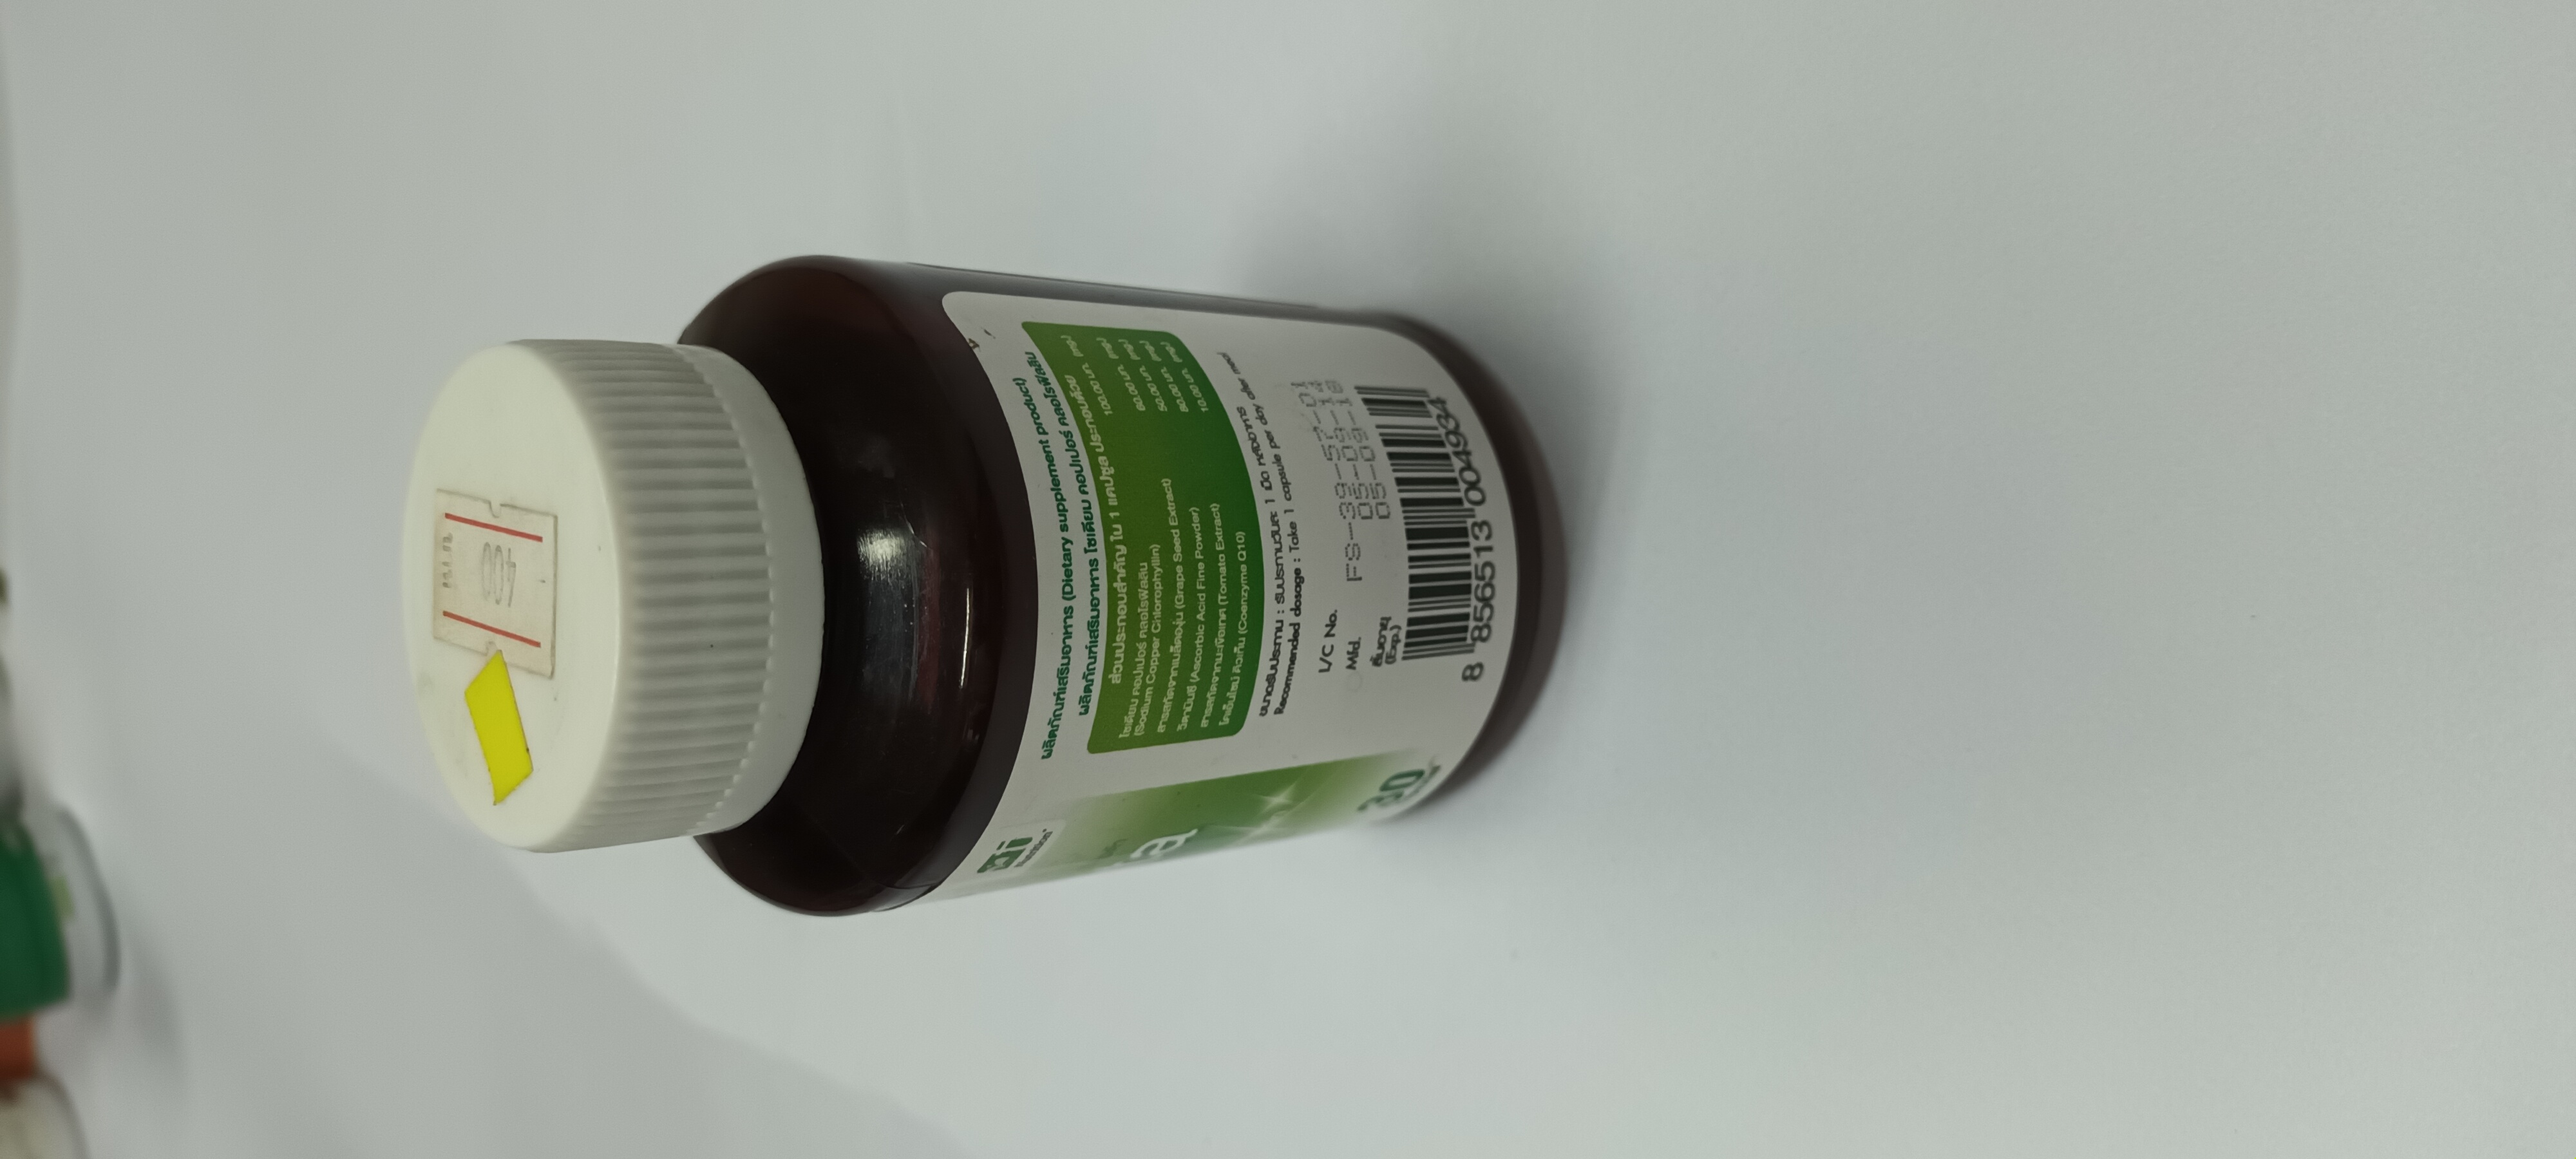 400
ผลิตภัณฑ์เสริมอาหาร (Dietary supplement product)
ผลิตภัณฑ์เสริมอาหาร โซเดียม คอปเปอร์ คลอโรฟิลลิน
ส่วนประกอบสำคัญ ใน 1 แคปซูล ประกอบด้วย
โซเดียม คอปเปอร์ คลอโรฟิลลิน 100.00 มก. (mg.)
(Sodium Copper Chlorophyllin)
สารสกัดจากเมล็ดองุ่น (Grape Seed Extract) 60.00 มก. (mg.)
วิตามินซี (Ascorbic Acid Fine Powder) 50.00 มก. (mg.)
สารสกัดจากมะเขือเทศ (Tomato Extract) 80.00 มก. (mg.)
โคเอ็นไซม์ คิวเท็น (Coenzyme Q10) 10.00 มก. (mg.)
ขนาดรับประทาน : รับประทานวันละ 1 เม็ด หลังอาหาร
Recommended dosage : Take 1 capsule per day after meal
L/C No. FS-39-57-01
Mfd. 05-09-14
สิ้นอายุ
(Exp.) 05-09-16
8 856513 004934
30